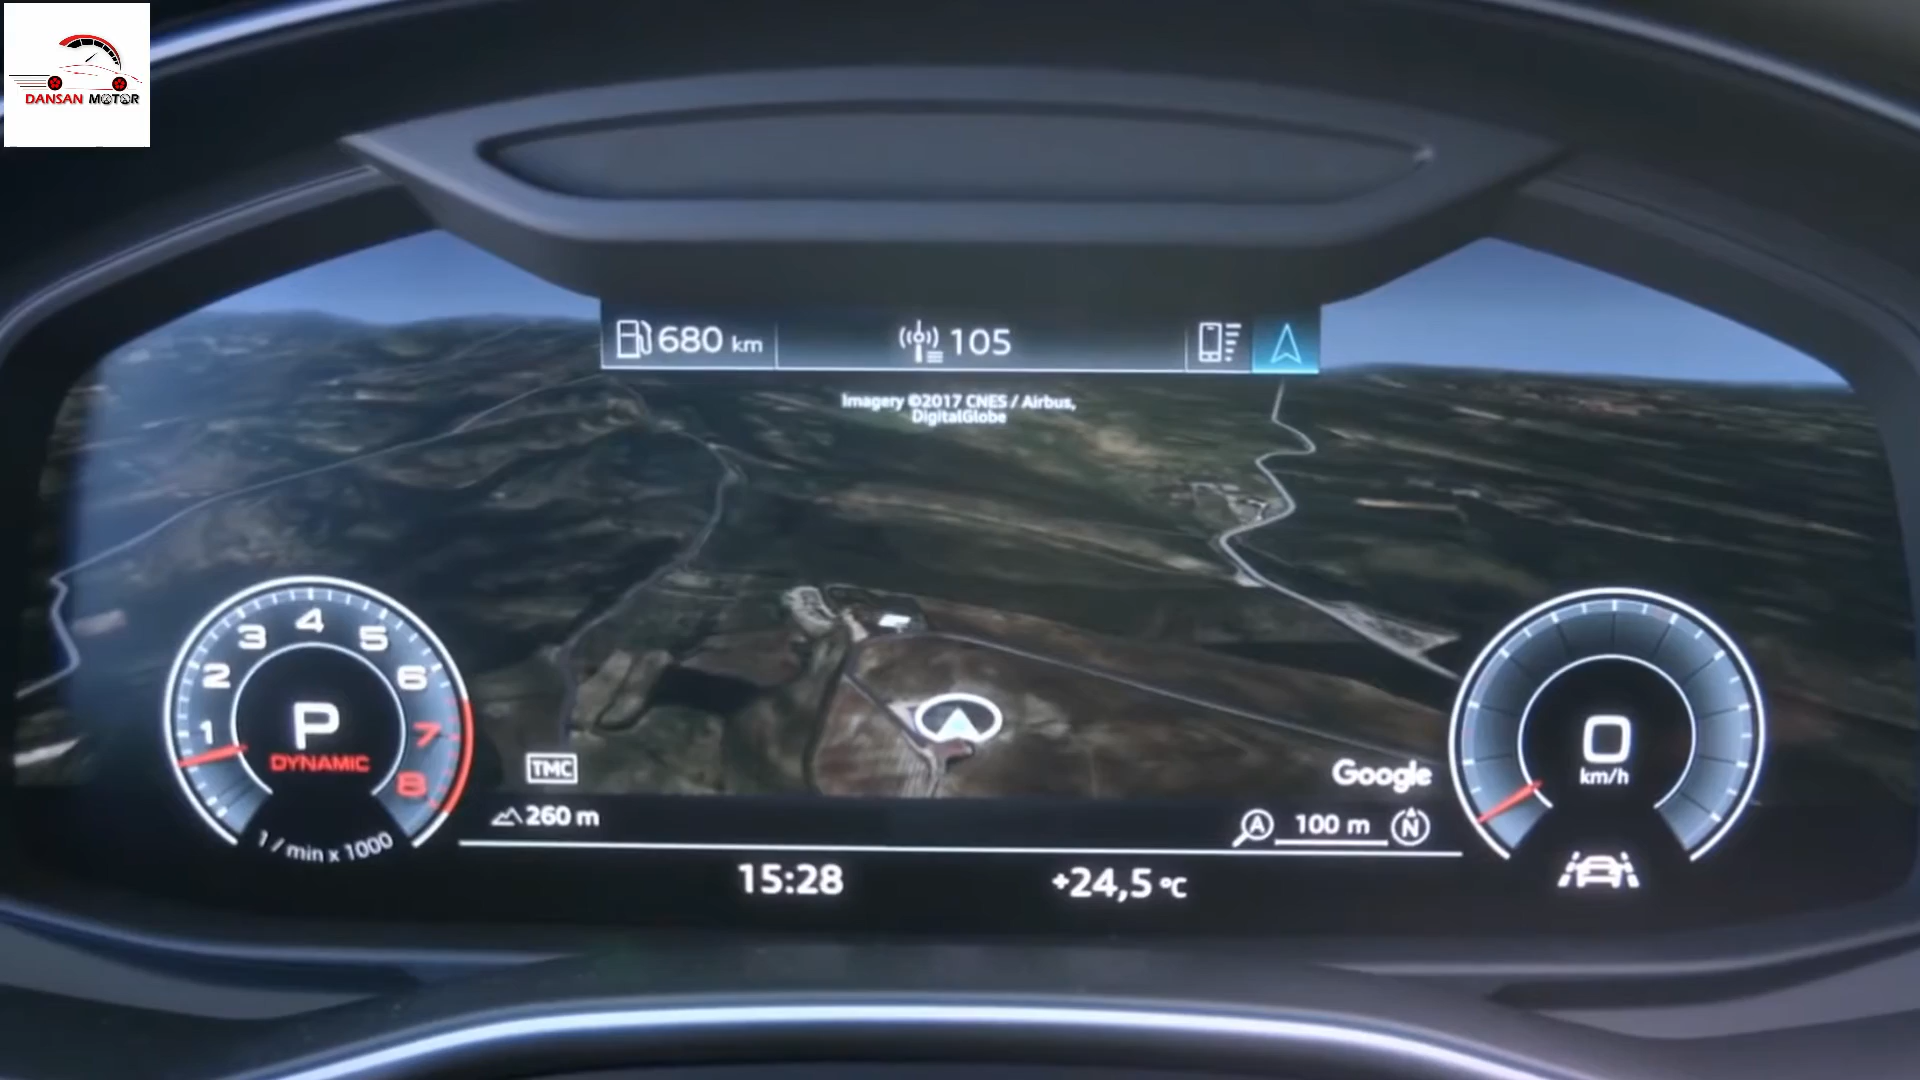 DANSAN MOTOR
680 km
105
Imagery ©2017 CNES / Airbus,
DigitalGlobe
1
2
3
4
5
6
7
8
P
DYNAMIC
1 / min x 1000
TMC
260 m
Google
A
100 m
N
0
km/h
15:28
+24,5 °C